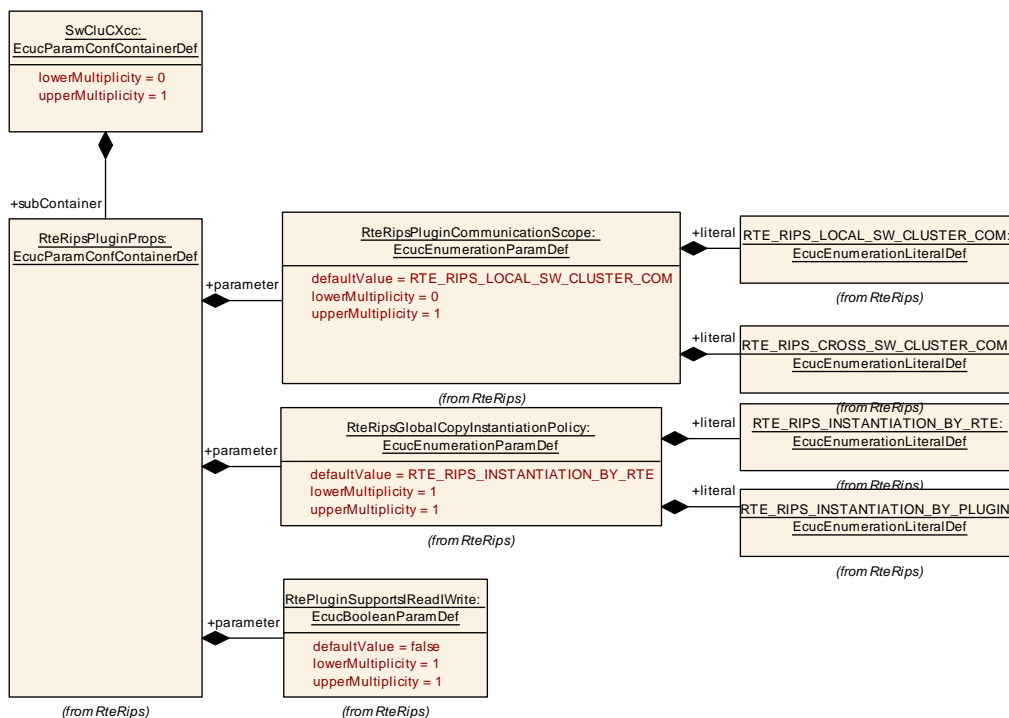 SwCluCXcc:
EcucParamConfContainerDef
lowerMultiplicity = 0
upperMultiplicity = 1
+subContainer
RteRipsPluginProps:
EcucParamConfContainerDef
(from RteRips)
+parameter
RteRipsPluginCommunicationScope:
EcucEnumerationParamDef
defaultValue = RTE_RIPS_LOCAL_SW_CLUSTER_COM
lowerMultiplicity = 0
upperMultiplicity = 1
(from RteRips)
+literal
RTE_RIPS_LOCAL_SW_CLUSTER_COM:
EcucEnumerationLiteralDef
(from RteRips)
+literal
RTE_RIPS_CROSS_SW_CLUSTER_COM
EcucEnumerationLiteralDef
(from RteRips)
+parameter
RteRipsGlobalCopyInstantiationPolicy:
EcucEnumerationParamDef
defaultValue = RTE_RIPS_INSTANTIATION_BY_RTE
lowerMultiplicity = 1
upperMultiplicity = 1
(from RteRips)
+literal
RTE_RIPS_INSTANTIATION_BY_RTE:
EcucEnumerationLiteralDef
(from RteRips)
+literal
RTE_RIPS_INSTANTIATION_BY_PLUGIN
EcucEnumerationLiteralDef
(from RteRips)
+parameter
RtePluginSupportsIReadIWrite:
EcucBooleanParamDef
defaultValue = false
lowerMultiplicity = 1
upperMultiplicity = 1
(from RteRips)